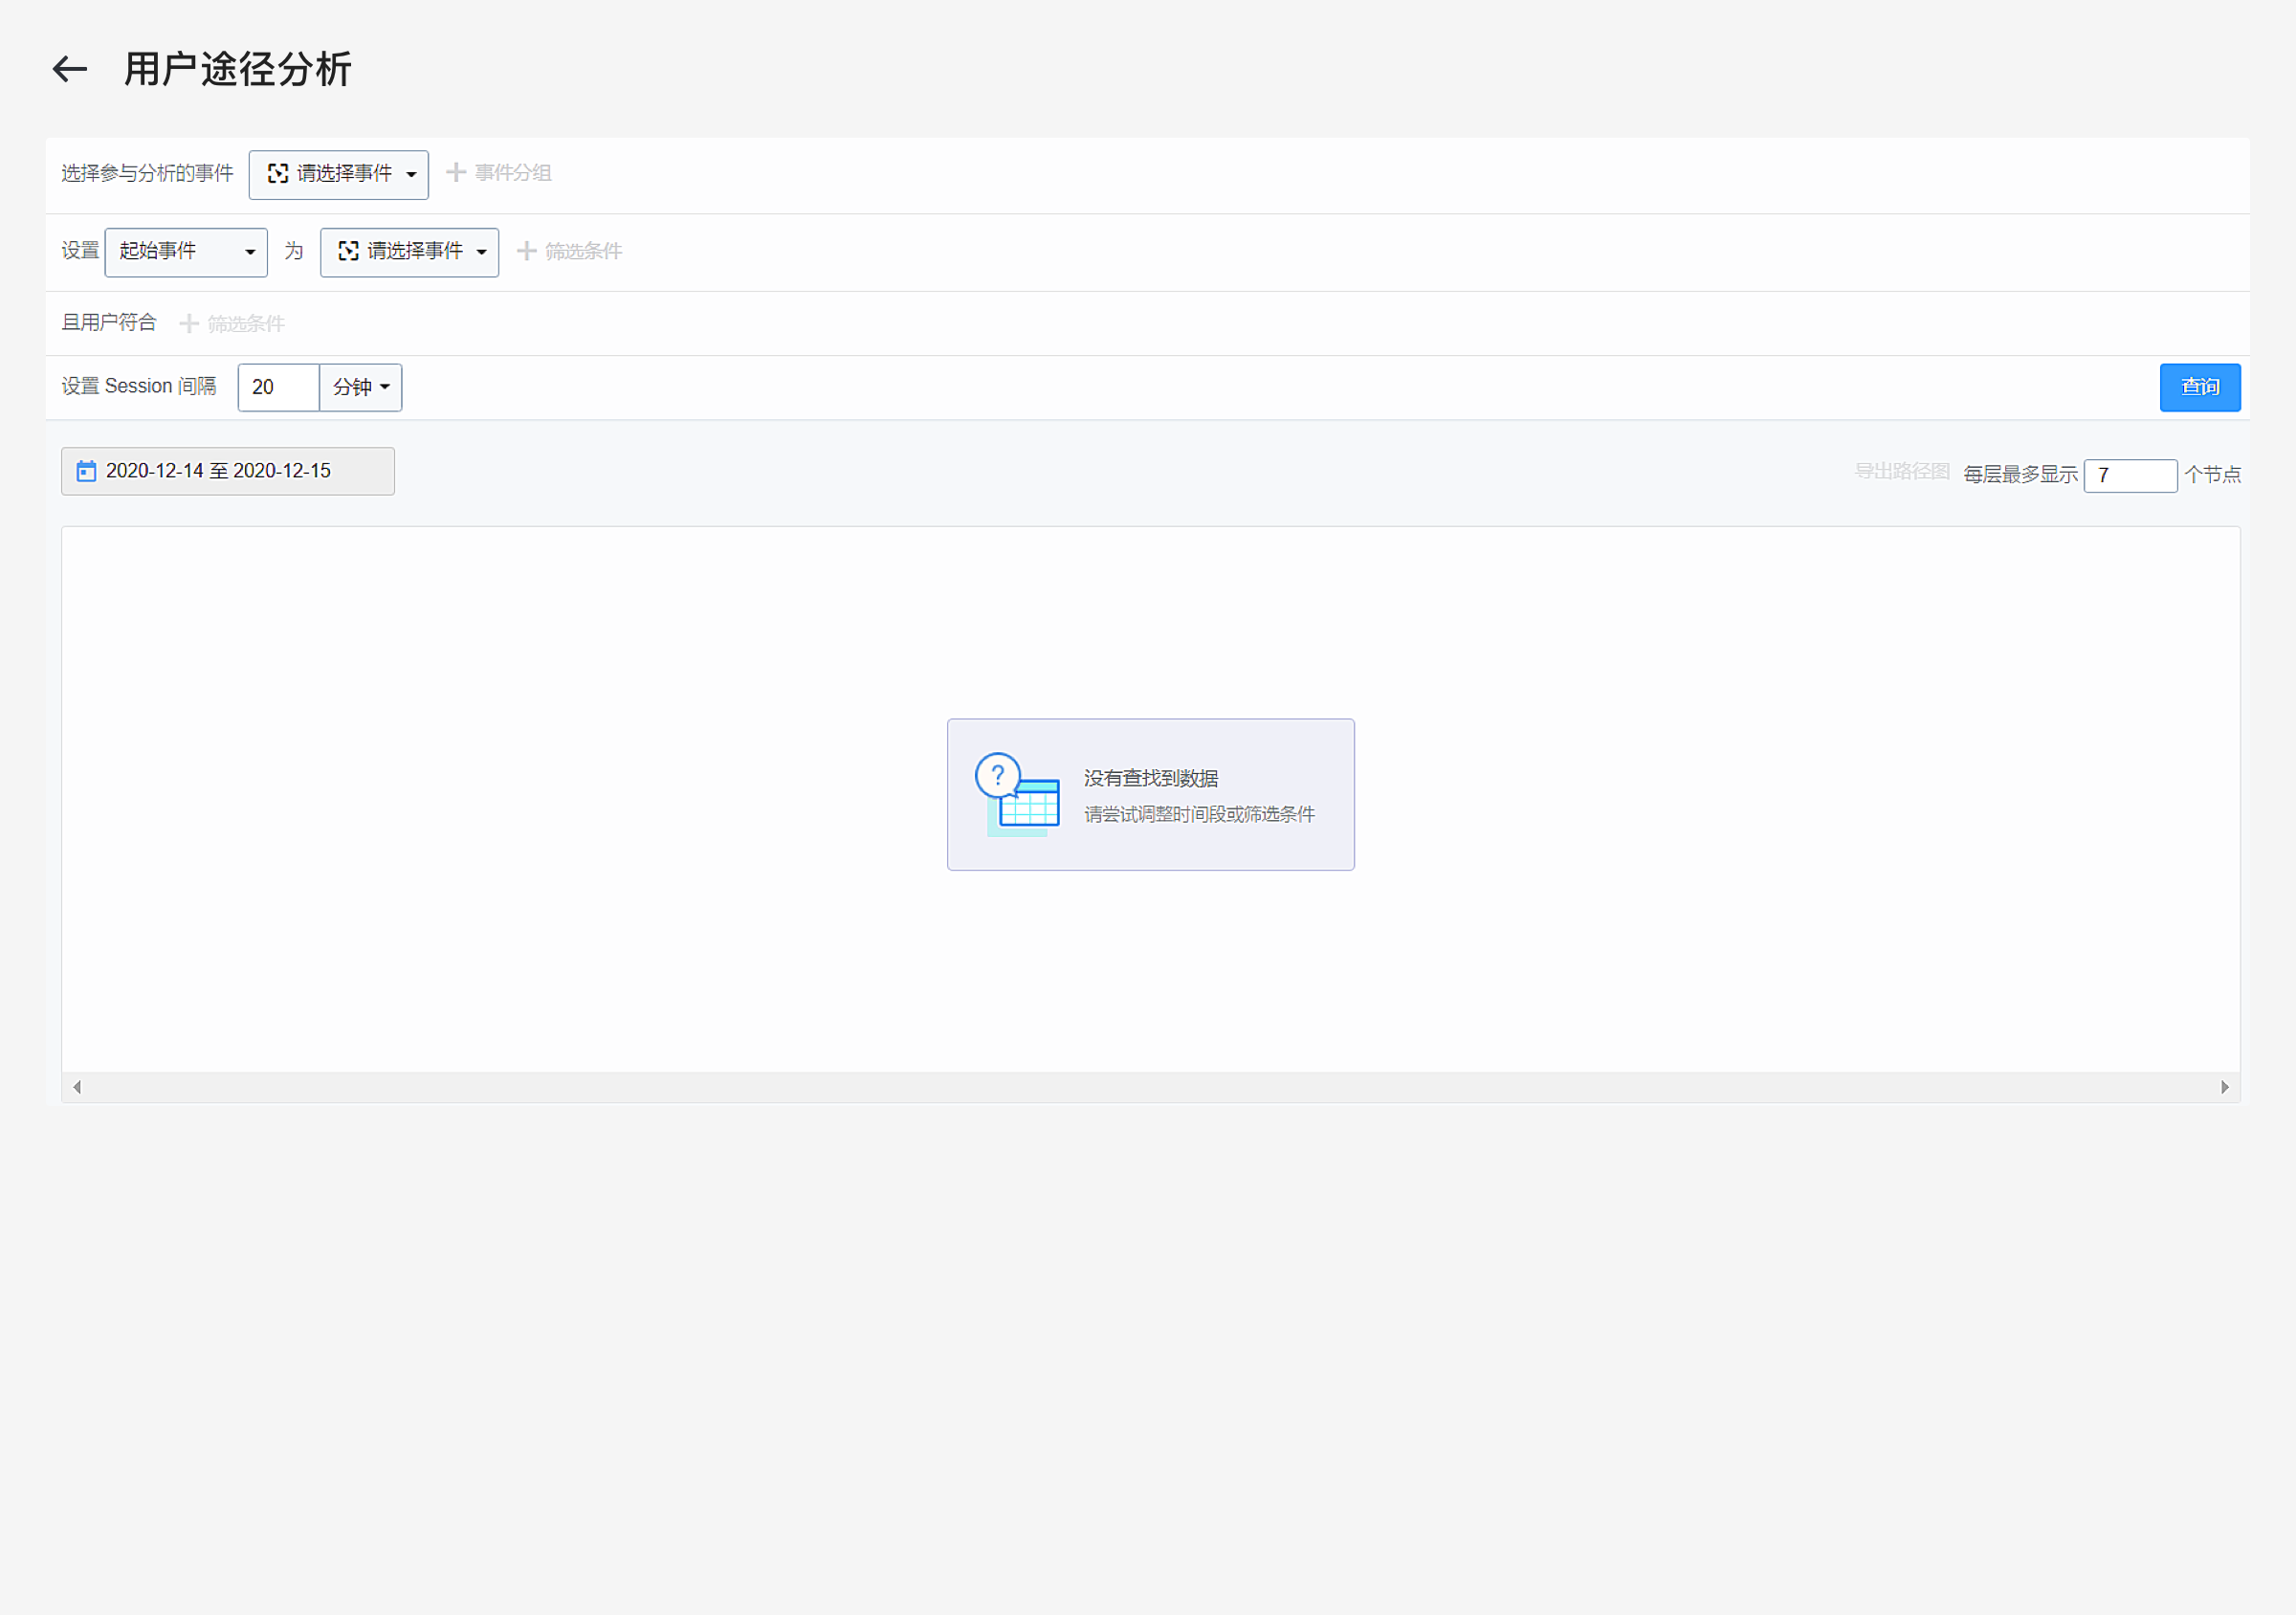 用户途径分析
选择参与分析的事件 请选择事件 事件分组
设置 起始事件 为 请选择事件 筛选条件
且用户符合 筛选条件
设置 Session 间隔 20 分钟 查询
2020-12-14 至 2020-12-15 导出路径图 每层最多显示 7 个节点
?
没有查找到数据
请尝试调整时间段或筛选条件